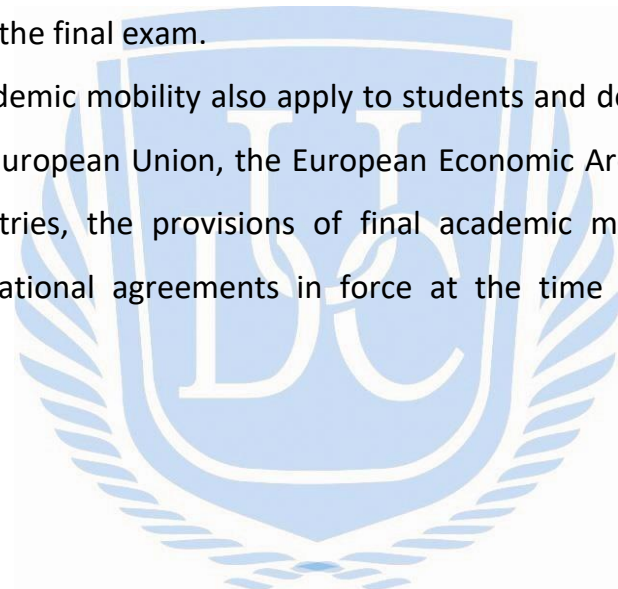 the final exam.
demic mobility also apply to students and d
uropean Union, the European Economic Ar
tries, the provisions of final academic m
ational agreements in force at the time
UDC